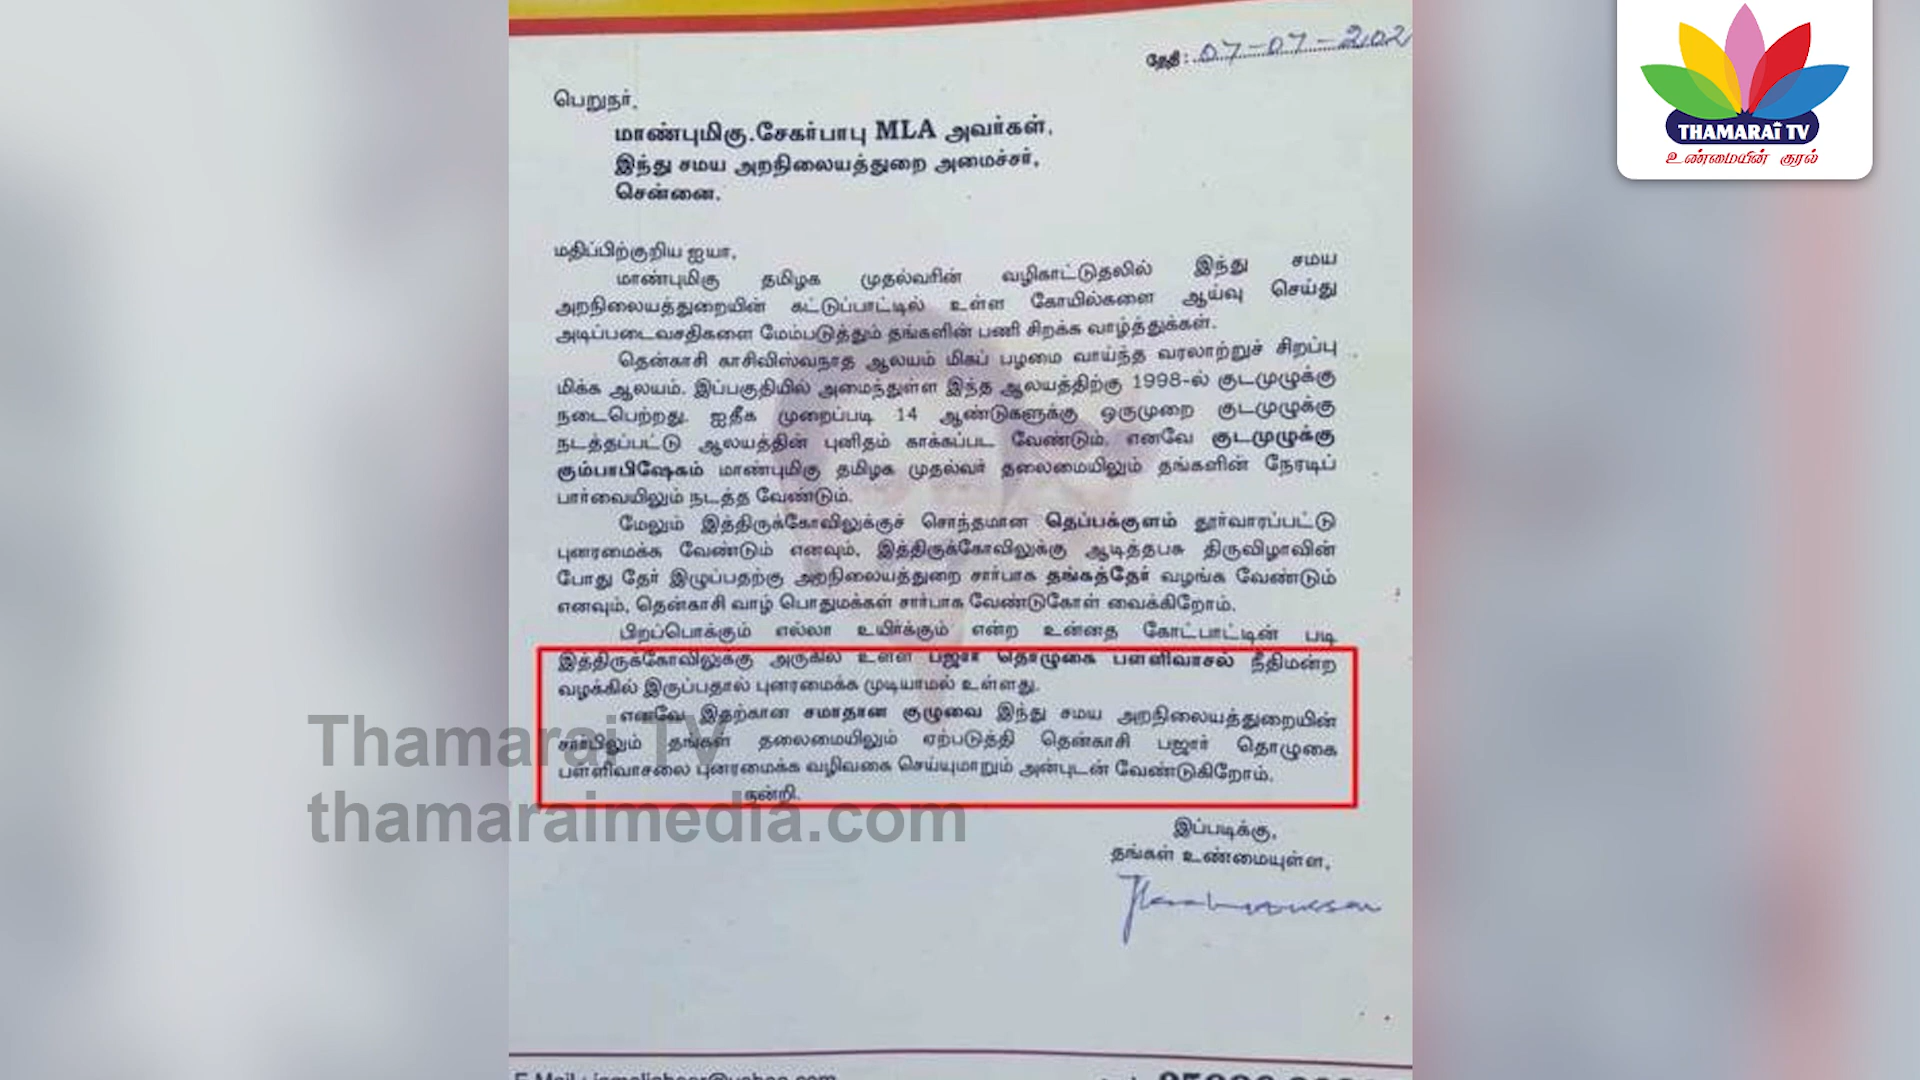 THAMARAI TV
உண்மையின் குரல்
தேதி : 07-07-202
பெறுநர்,
மாண்புமிகு.சேகர்பாபு MLA அவர்கள்,
இந்து சமய அறநிலையத்துறை அமைச்சர்,
சென்னை.
மதிப்பிற்குறிய ஐயா,
மாண்புமிகு தமிழக முதல்வரின் வழிகாட்டுதலில் இந்து சமய
அறநிலையத்துறையின் கட்டுப்பாட்டில் உள்ள கோயில்களை ஆய்வு செய்து
அடிப்படைவசதிகளை மேம்படுத்தும் தங்களின் பணி சிறக்க வாழ்த்துக்கள்.
தென்காசி காசிவிஸ்வநாத ஆலயம் மிகப் பழமை வாய்ந்த வரலாற்றுச் சிறப்பு
மிக்க ஆலயம். இப்பகுதியில் அமைந்துள்ள இந்த ஆலயத்திற்கு 1998-ல் குடமுழுக்கு
நடைபெற்றது. ஐதீக முறைப்படி 14 ஆண்டுகளுக்கு ஒருமுறை குடமுழுக்கு
நடத்தப்பட்டு ஆலயத்தின் புனிதம் காக்கப்பட வேண்டும். எனவே குடமுழுக்கு
கும்பாபிஷேகம் மாண்புமிகு தமிழக முதல்வர் தலைமையிலும் தங்களின் நேரடிப்
பார்வையிலும் நடத்த வேண்டும்.
மேலும் இத்திருக்கோவிலுக்குச் சொந்தமான தெப்பக்குளம் தூர்வாரப்பட்டு
புனரமைக்க வேண்டும் எனவும், இத்திருக்கோவிலுக்கு ஆடித்தபசு திருவிழாவின்
போது தேர் இழுப்பதற்கு அறநிலையத்துறை சார்பாக தங்கத்தேர் வழங்க வேண்டும்
எனவும், தென்காசி வாழ் பொதுமக்கள் சார்பாக வேண்டுகோள் வைக்கிறோம்.
பிறப்பொக்கும் எல்லா உயிர்க்கும் என்ற உன்னத கோட்பாட்டின் படி
இத்திருக்கோவிலுக்கு அருகில் உள்ள பஜார் தொழுகை பள்ளிவாசல் நீதிமன்ற
வழக்கில் இருப்பதால் புனரமைக்க முடியாமல் உள்ளது.
எனவே இதற்கான சமாதான குழுவை இந்து சமய அறநிலையத்துறையின்
சார்பிலும் தங்கள் தலைமையிலும் ஏற்படுத்தி தென்காசி பஜார் தொழுகை
பள்ளிவாசலை புனரமைக்க வழிவகை செய்யுமாறும் அன்புடன் வேண்டுகிறோம்.
நன்றி.
Thamarai TV
thamaraimedia.com
இப்படிக்கு,
தங்கள் உண்மையுள்ள,